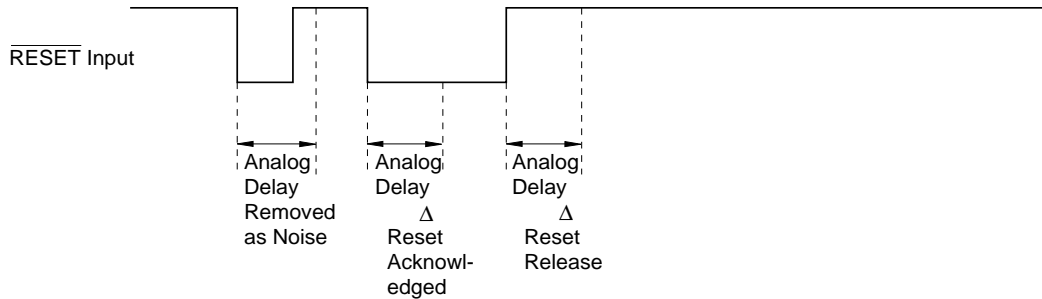 RESET Input
Analog
Delay
Removed
as Noise
Analog
Delay
Δ
Reset
Acknowl-
edged
Analog
Delay
Δ
Reset
Release